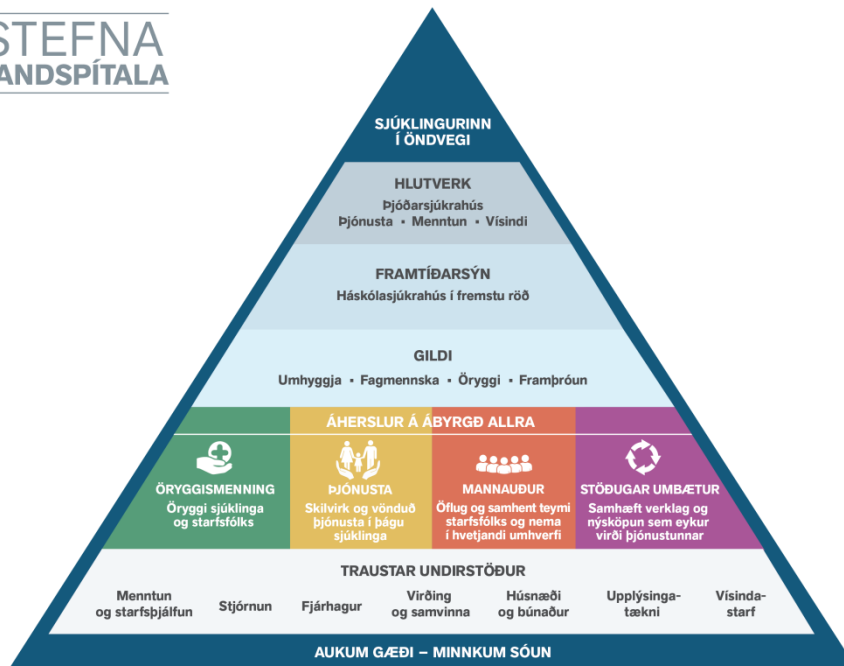 STEFNA
ANDSPÍTALA
SJÚKLINGURINN
Í ÖNDVEGI
HLUTVERK
Þjóðarsjúkrahús
Þjónusta ▪ Menntun ▪ Vísindi
FRAMTÍÐARSÝN
Háskólasjúkrahús í fremstu röð
GILDI
Umhyggja ▪ Fagmennska ▪ Öryggi ▪ Framþróun
ÁHERSLUR Á ÁBYRGÐ ALLRA
ÖRYGGISMENNING
Öryggi sjúklinga
og starfsfólks
ÞJÓNUSTA
Skilvirk og vönduð
þjónusta í þágu
sjúklinga
MANNAUÐUR
Öflug og samhent teymi
starfsfólks og nema
í hvetjandi umhverfi
STÖÐUGAR UMBÆTUR
Samhæft verklag og
nýsköpun sem eykur
virði þjónustunnar
TRAUSTAR UNDIRSTÖÐUR
Menntun
og starfsþjálfun
Stjórnun
Fjárhagur
Virðing
og samvinna
Húsnæði
og búnaður
Upplýsinga-
tækni
Vísinda-
starf
AUKUM GÆÐI – MINNKUM SÓUN